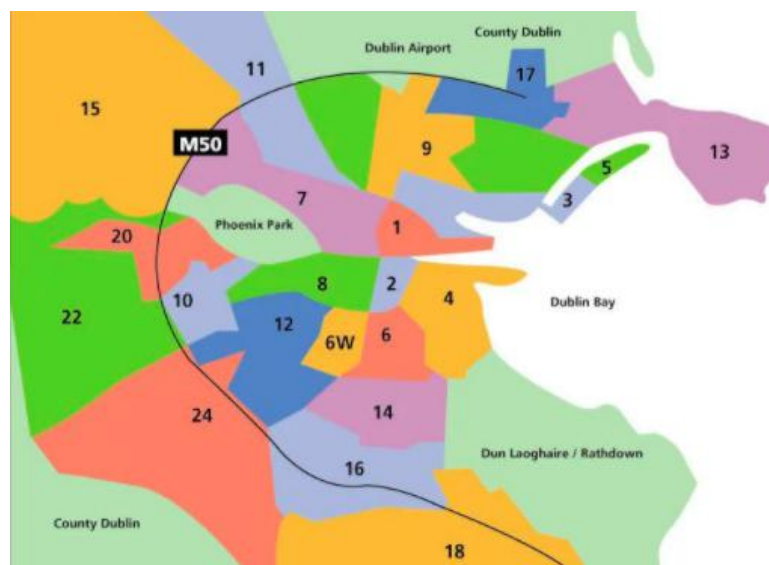 County Dublin
Dublin Airport
11
17
15
M50
9
13
5
7
3
Phoenix Park
1
20
8
2
4
Dublin Bay
10
22
12
6W
6
24
14
16
Dun Laoghaire / Rathdown
County Dublin
18